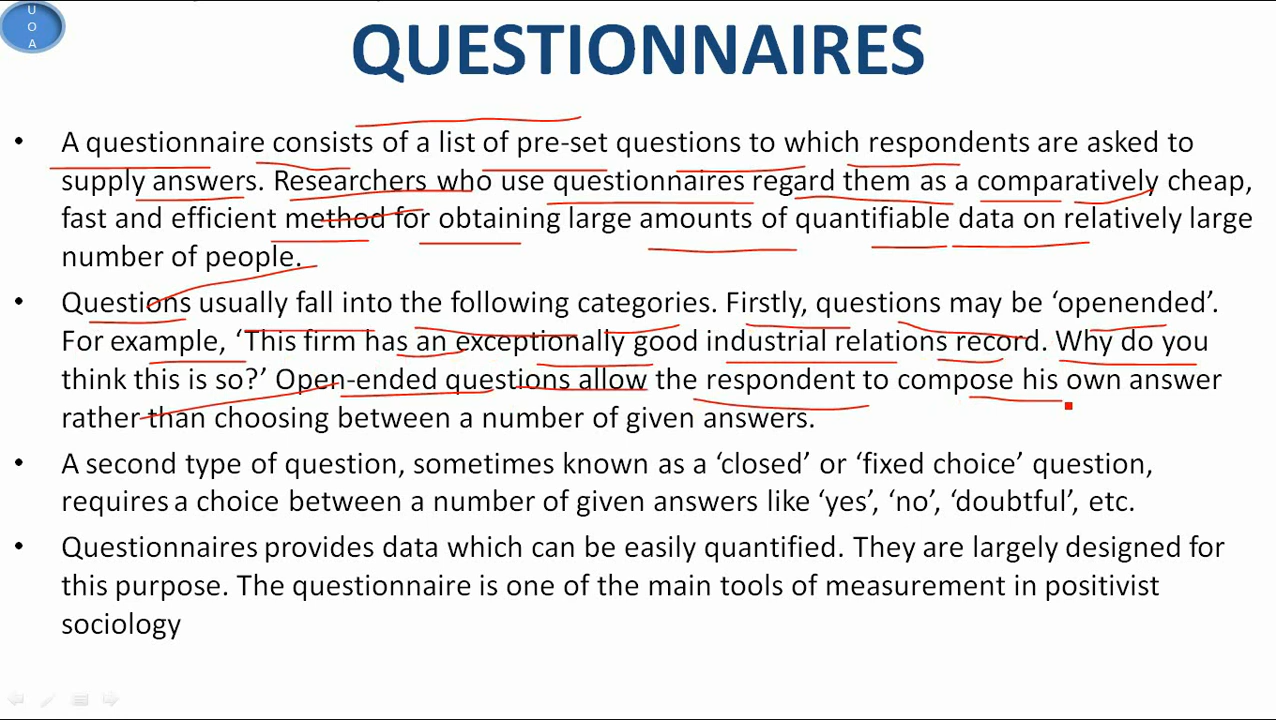 U
O
A
QUESTIONNAIRES
• A questionnaire consists of a list of pre-set questions to which respondents are asked to
supply answers. Researchers who use questionnaires regard them as a comparatively cheap,
fast and efficient method for obtaining large amounts of quantifiable data on relatively large
number of people.
• Questions usually fall into the following categories. Firstly, questions may be ‘openended’.
For example, ‘This firm has an exceptionally good industrial relations record. Why do you
think this is so?’ Open-ended questions allow the respondent to compose his own answer
rather than choosing between a number of given answers.
• A second type of question, sometimes known as a ‘closed’ or ‘fixed choice’ question,
requires a choice between a number of given answers like ‘yes’, ‘no’, ‘doubtful’, etc.
• Questionnaires provides data which can be easily quantified. They are largely designed for
this purpose. The questionnaire is one of the main tools of measurement in positivist
sociology